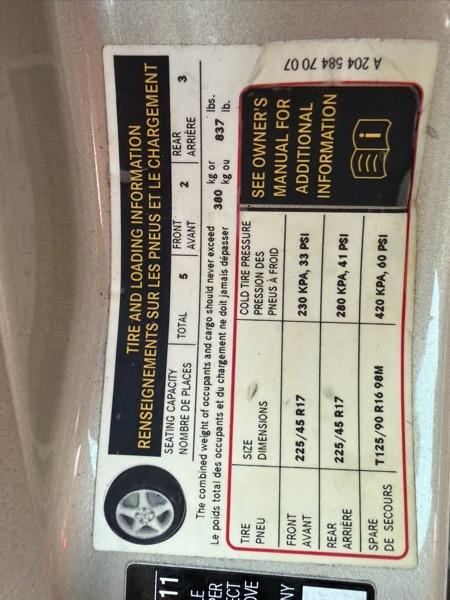 TIRE AND LOADING INFORMATION
RENSEIGNEMENTS SUR LES PNEUS ET LE CHARGEMENT
SEATING CAPACITY
NOMBRE DE PLACES
TOTAL 5
FRONT
AVANT 2
REAR
ARRIÈRE 3
The combined weight of occupants and cargo should never exceed 380 kg or 837 lbs.
Le poids total des occupants et du chargement ne doit jamais dépasser kg ou lb.
TIRE
PNEU
SIZE
DIMENSIONS
COLD TIRE PRESSURE
PRESSION DES
PNEUS À FROID
SEE OWNER'S
MANUAL FOR
ADDITIONAL
INFORMATION
FRONT
AVANT
225/45 R17
230 KPA, 33 PSI
REAR
ARRIÈRE
225/45 R17
280 KPA, 41 PSI
SPARE
DE SECOURS
T125/90 R16 98M
420 KPA, 60 PSI
A 204 584 70 07
11